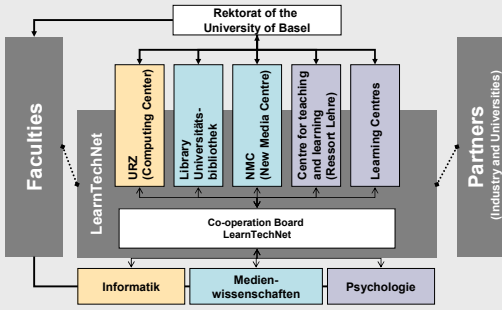 Rektorat of the
University of Basel
Faculties
LearnTechNet
URZ
(Computing Center)
Library
Universitäts-
bibliothek
NMC
(New Media Centre)
Centre for teaching
and learning
(Ressort Lehre)
Learning Centres
Partners
(Industry and Universities)
Co-operation Board
LearnTechNet
Informatik
Medien-
wissenschaften
Psychologie